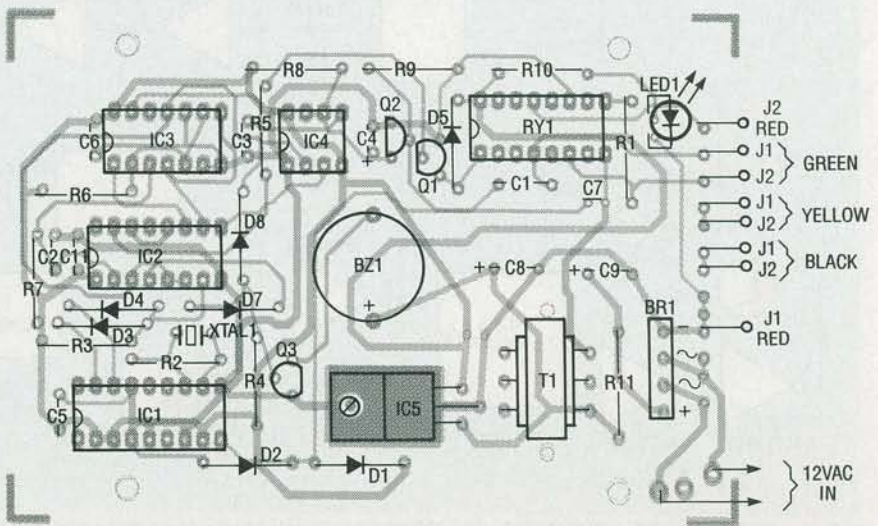 R8
R9
R10
LED1
J2
RED
Q2
D5
C6
IC3
C3
R5
IC4
C4
+
RY1
R1
J1
J2
GREEN
Q1
R6
C1
C7
J1
J2
YELLOW
D8
C2
C11
IC2
BZ1
+
J1
J2
BLACK
R7
+
C8
+
C9
D4
D7
BR1
−
J1
RED
D3
XTAL1
R3
R2
Q3
T1
~
~
R4
IC5
R11
+
C5
IC1
D2
D1
12VAC
IN